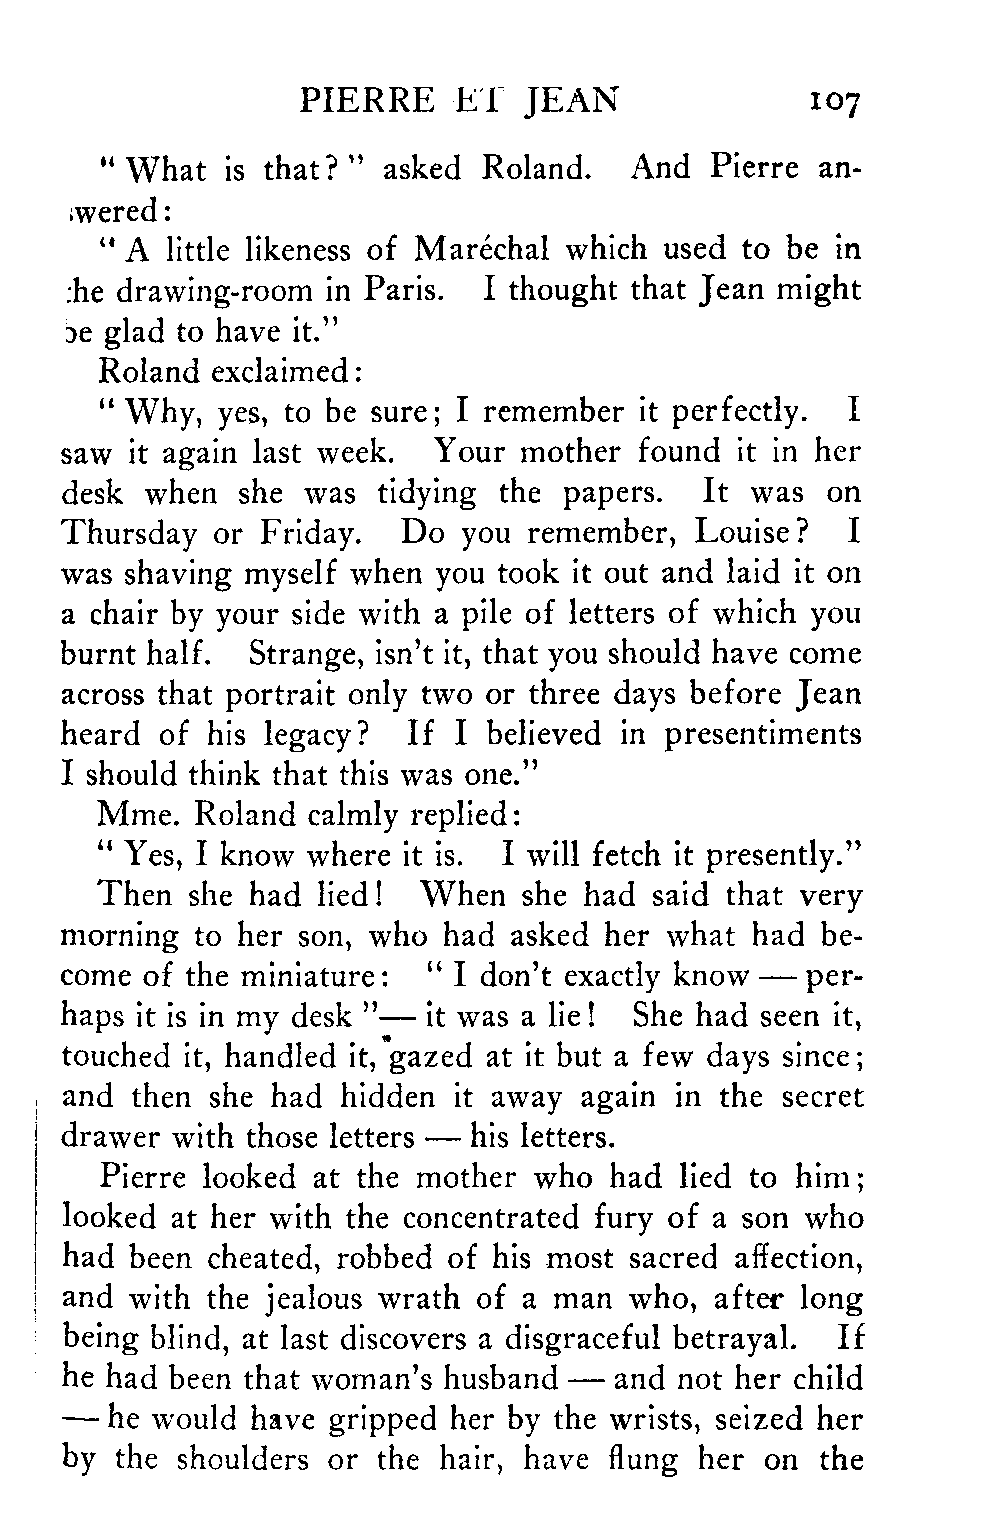 PIERRE ET JEAN 107
" What is that? " asked Roland. And Pierre an-
swered:
" A little likeness of Maréchal which used to be in
the drawing-room in Paris. I thought that Jean might
be glad to have it."
Roland exclaimed:
" Why, yes, to be sure; I remember it perfectly. I
saw it again last week. Your mother found it in her
desk when she was tidying the papers. It was on
Thursday or Friday. Do you remember, Louise? I
was shaving myself when you took it out and laid it on
a chair by your side with a pile of letters of which you
burnt half. Strange, isn't it, that you should have come
across that portrait only two or three days before Jean
heard of his legacy? If I believed in presentiments
I should think that this was one."
Mme. Roland calmly replied:
" Yes, I know where it is. I will fetch it presently."
Then she had lied! When she had said that very
morning to her son, who had asked her what had be-
come of the miniature: " I don't exactly know — per-
haps it is in my desk "— it was a lie! She had seen it,
touched it, handled it, gazed at it but a few days since;
and then she had hidden it away again in the secret
drawer with those letters — his letters.
Pierre looked at the mother who had lied to him;
looked at her with the concentrated fury of a son who
had been cheated, robbed of his most sacred affection,
and with the jealous wrath of a man who, after long
being blind, at last discovers a disgraceful betrayal. If
he had been that woman's husband — and not her child
— he would have gripped her by the wrists, seized her
by the shoulders or the hair, have flung her on the